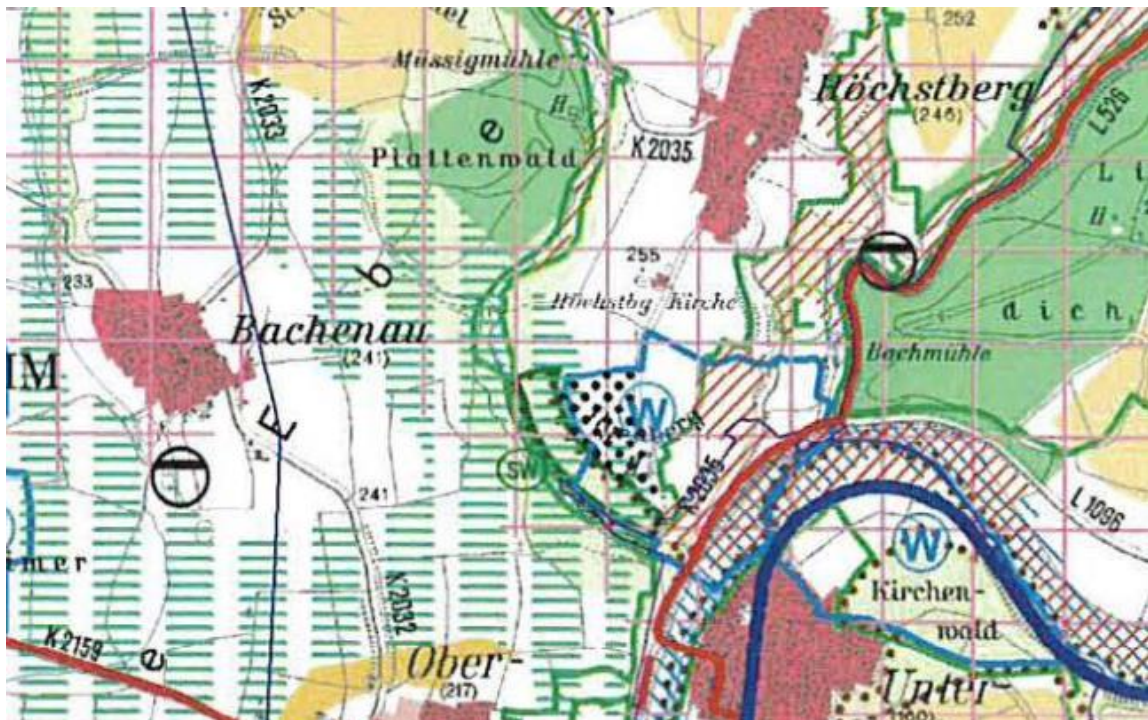 252
Müssigmühle
Höchstberg
(246)
K 2033
H
L 526
e
K 2035
Plattenwald
L i
H
255
b
233
Höchstbg Kirche
d i c h
Bachenau
(241)
Bachmühle
IM
W
E
K 2035
SW
241
L 1096
W
emer
Kirchen-
wald
K 2032
K 2159
e
Ober-
(217)
Unter-